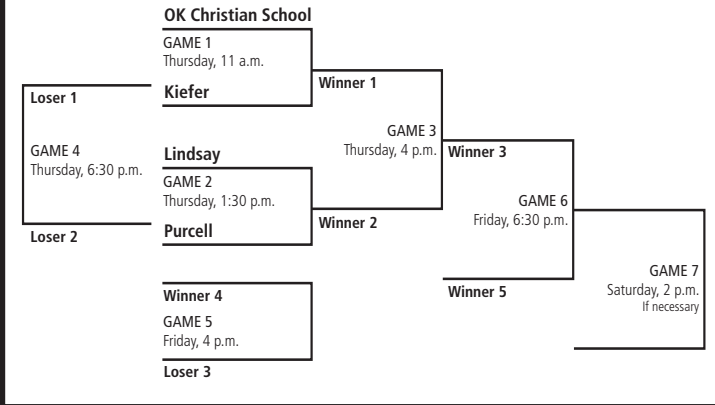 OK Christian School
GAME 1
Thursday, 11 a.m.
Kiefer
Winner 1
Loser 1
GAME 4
Thursday, 6:30 p.m.
Loser 2
Lindsay
GAME 2
Thursday, 1:30 p.m.
Purcell
Winner 2
GAME 3
Thursday, 4 p.m.
Winner 3
GAME 6
Friday, 6:30 p.m.
Winner 5
Winner 4
GAME 5
Friday, 4 p.m.
Loser 3
GAME 7
Saturday, 2 p.m.
If necessary